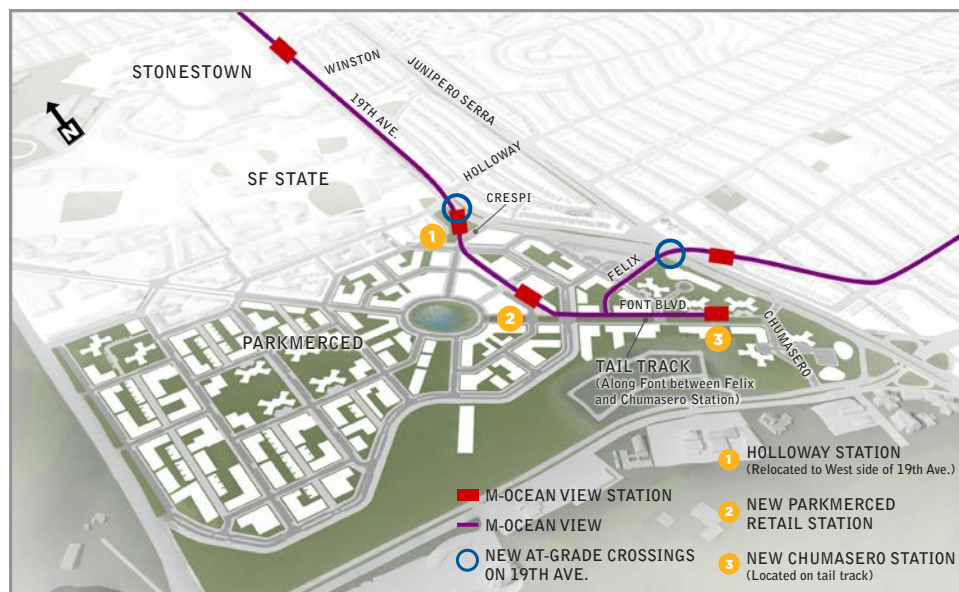 STONESTOWN
WINSTON
JUNIPERO SERRA
19TH AVE.
N
HOLLOWAY
SF STATE
CRESPI
1
FELIX
FONT BLVD.
2
3
CHUMASERO
PARKMERCED
TAIL TRACK
(Along Font between Felix
and Chumasero Station)
M-OCEAN VIEW STATION
M-OCEAN VIEW
NEW AT-GRADE CROSSINGS
ON 19TH AVE.
1 HOLLOWAY STATION
(Relocated to West side of 19th Ave.)
2 NEW PARKMERCED
RETAIL STATION
3 NEW CHUMASERO STATION
(Located on tail track)